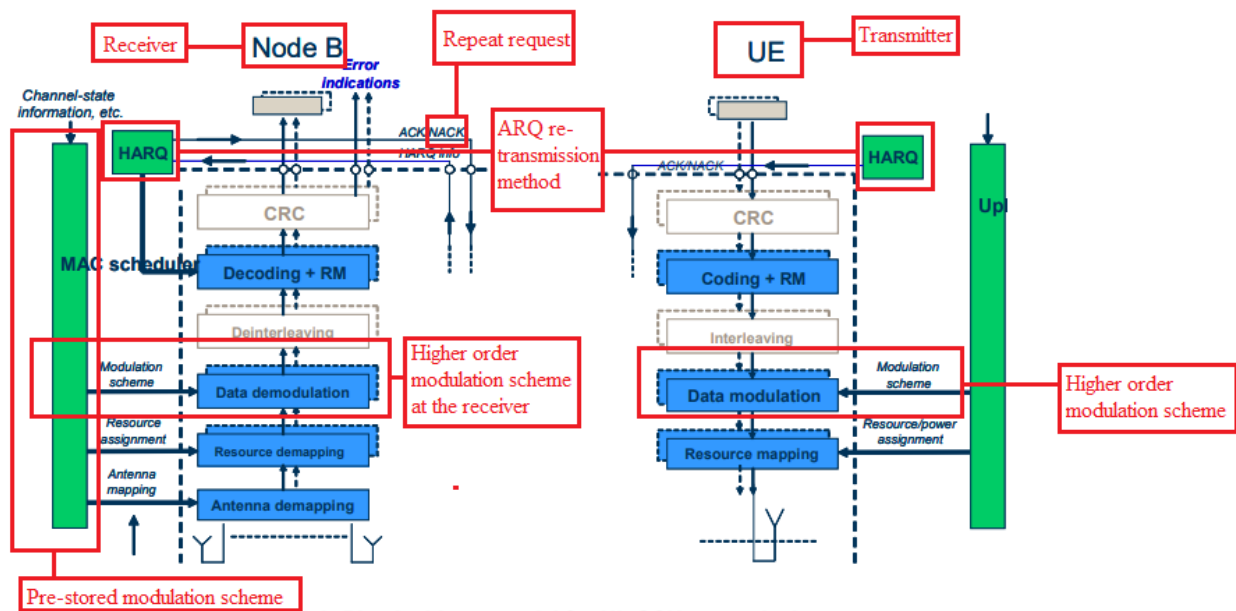 Receiver
Node B
Repeat request
UE
Transmitter
Error
indications
Channel-state
information, etc.
HARQ
ACK/NACK
HARQ info
ARQ re-
transmission
method
ACK/NACK
HARQ
CRC
CRC
Upl
MAC scheduler
Decoding + RM
Coding + RM
Deinterleaving
Interleaving
Modulation
scheme
Data demodulation
Higher order
modulation scheme
at the receiver
Data modulation
Modulation
scheme
Higher order
modulation scheme
Resource
assignment
Resource demapping
Resource mapping
Resource/power
assignment
Antenna
mapping
Antenna demapping
Pre-stored modulation scheme